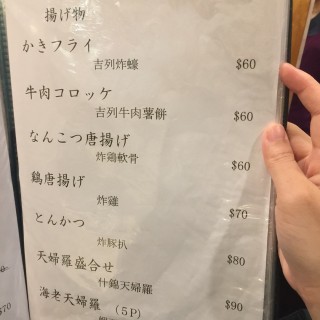 揚げ物
かきフライ
吉列炸蠔 $60
牛肉コロッケ
吉列牛肉薯餅 $60
なんこつ唐揚げ
炸鶏軟骨 $60
鶏唐揚げ
炸雞 $70
とんかつ
炸豚扒 $80
天婦羅盛合せ
什錦天婦羅 $90
海老天婦羅 (5P)
$70